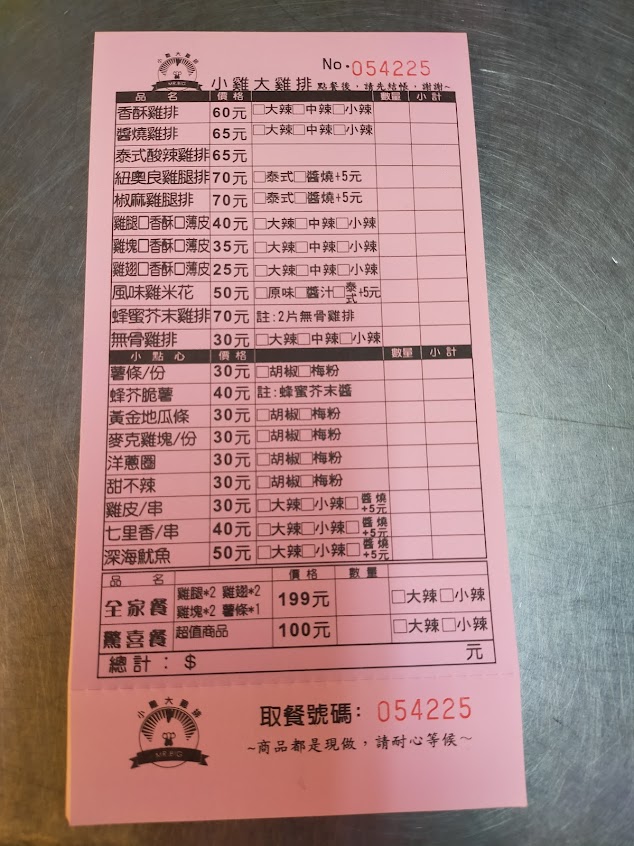 小雞大雞排
MR.BIG
No.054225
小雞大雞排 點餐後，請先結帳，謝謝~
品 名 價格 數量 小計
香酥雞排 60元 □大辣□中辣□小辣
醬燒雞排 65元 □大辣□中辣□小辣
泰式酸辣雞排 65元
紐奧良雞腿排 70元 □泰式□醬燒+5元
椒麻雞腿排 70元 □泰式□醬燒+5元
雞腿□香酥□薄皮 40元 □大辣□中辣□小辣
雞塊□香酥□薄皮 35元 □大辣□中辣□小辣
雞翅□香酥□薄皮 25元 □大辣□中辣□小辣
風味雞米花 50元 □原味□醬汁□泰式+5元
蜂蜜芥末雞排 70元 註:2片無骨雞排
無骨雞排 30元 □大辣□中辣□小辣
小點心 價格 數量 小計
薯條/份 30元 □胡椒□梅粉
蜂芥脆薯 40元 註:蜂蜜芥末醬
黃金地瓜條 30元 □胡椒□梅粉
麥克雞塊/份 30元 □胡椒□梅粉
洋蔥圈 30元 □胡椒□梅粉
甜不辣 30元 □胡椒□梅粉
雞皮/串 30元 □大辣□小辣□醬燒+5元
七里香/串 40元 □大辣□小辣□醬燒+5元
深海魷魚 50元 □大辣□小辣□醬燒+5元
品 名 價格 數量
全家餐 雞腿*2 雞翅*2 雞塊*2 薯條*1 199元 □大辣□小辣
驚喜餐 超值商品 100元 □大辣□小辣
總計：$ 元
小雞大雞排
MR.BIG
取餐號碼: 054225
~商品都是現做，請耐心等候~